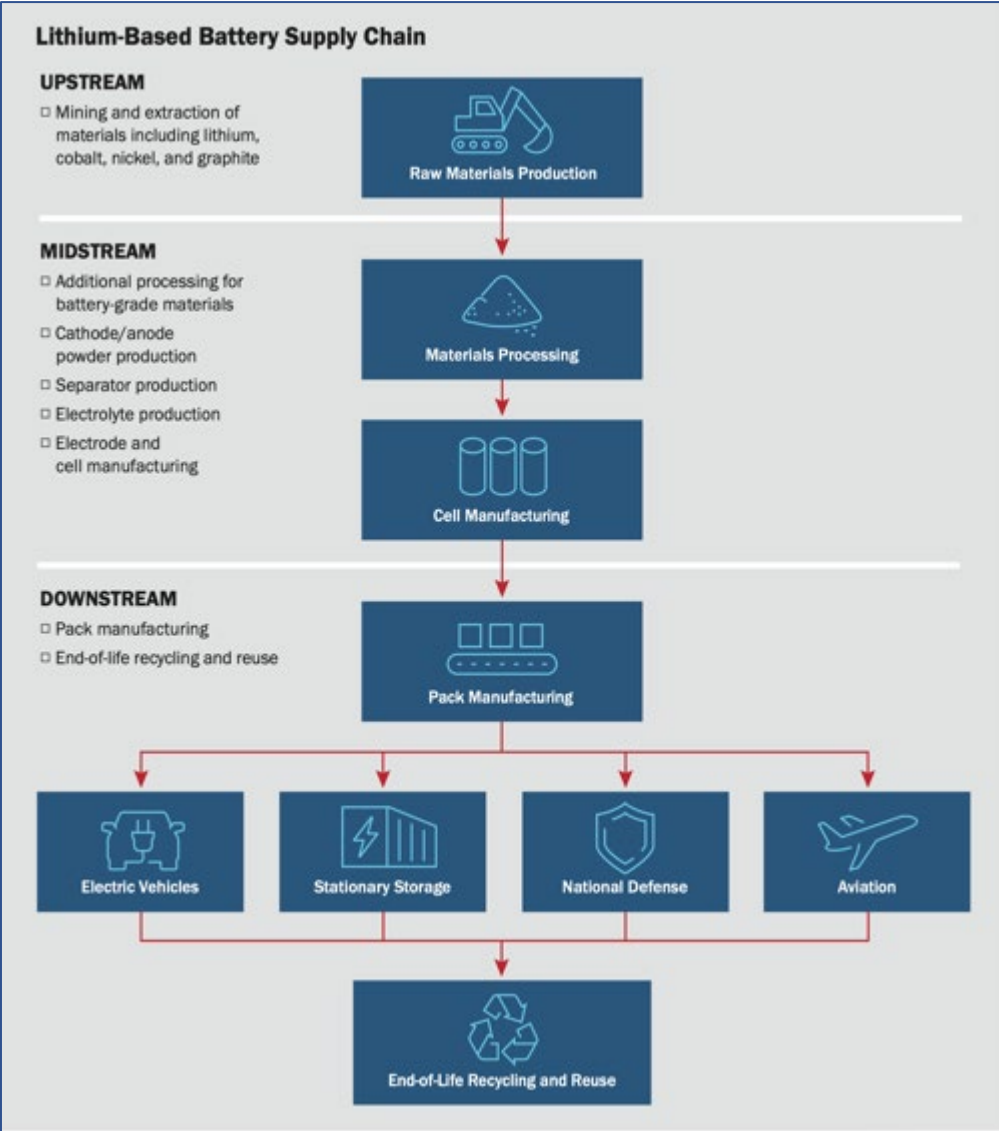 Lithium-Based Battery Supply Chain
UPSTREAM
□ Mining and extraction of
materials including lithium,
cobalt, nickel, and graphite
Raw Materials Production
MIDSTREAM
□ Additional processing for
battery-grade materials
□ Cathode/anode
powder production
□ Separator production
□ Electrolyte production
□ Electrode and
cell manufacturing
Materials Processing
Cell Manufacturing
DOWNSTREAM
□ Pack manufacturing
□ End-of-life recycling and reuse
Pack Manufacturing
Electric Vehicles
Stationary Storage
National Defense
Aviation
End-of-Life Recycling and Reuse